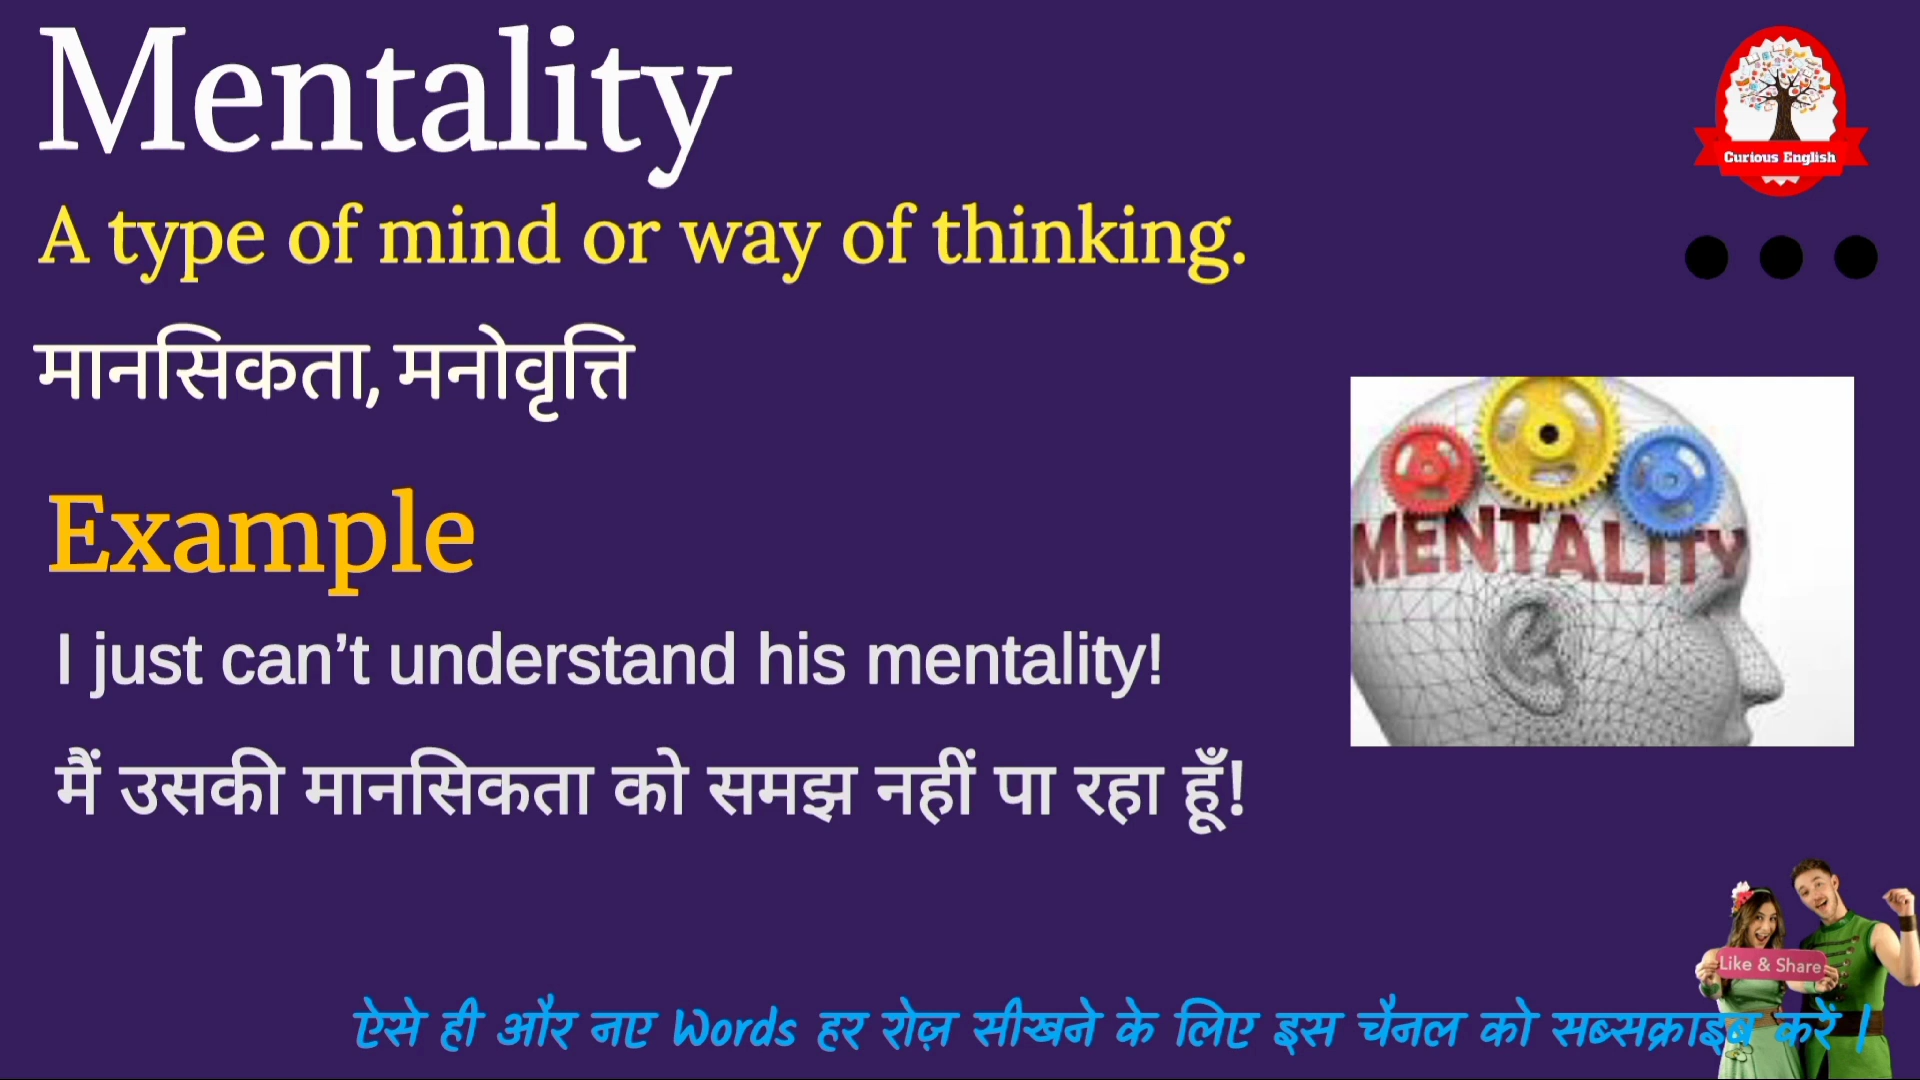 Mentality
Curious English
A type of mind or way of thinking.
मानसिकता, मनोवृत्ति
MENTALITY
Example
I just can’t understand his mentality!
मैं उसकी मानसिकता को समझ नहीं पा रहा हूँ!
Like & Share
ऐसे ही और नए Words हर रोज़ सीखने के लिए इस चैनल को सब्सक्राइब करें |